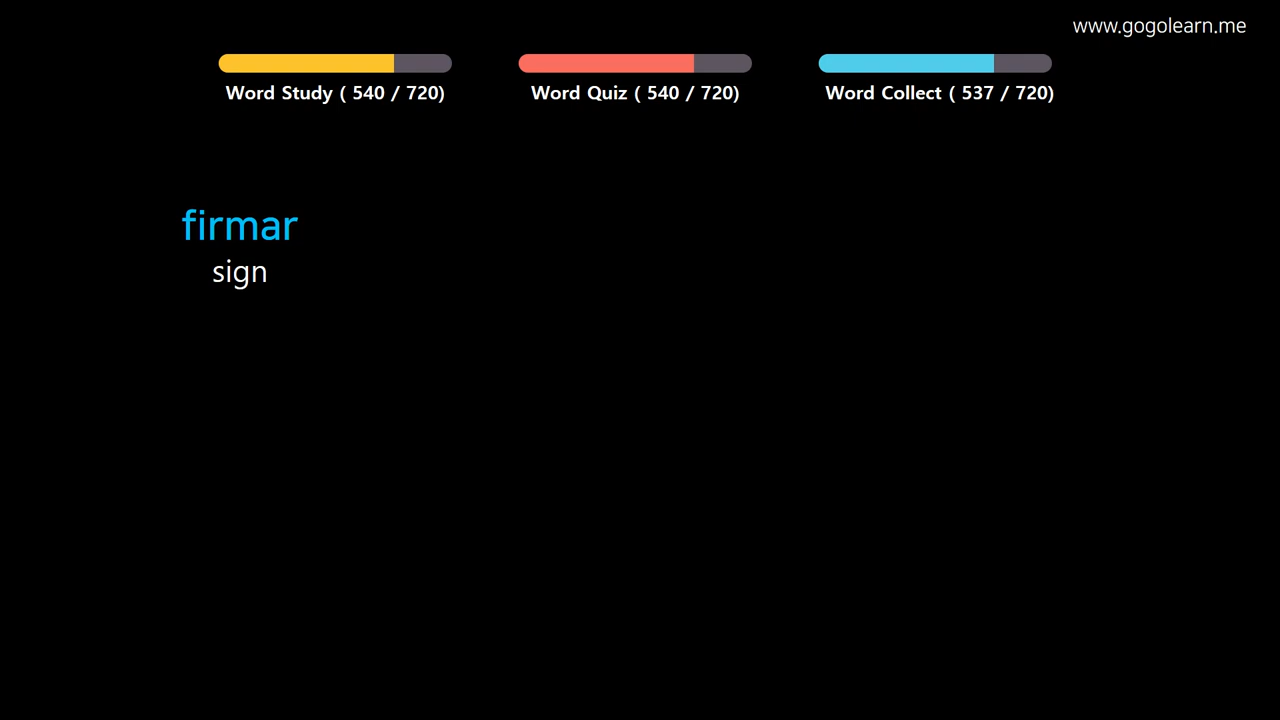 www.gogolearn.me
Word Study ( 540 / 720)
Word Quiz ( 540 / 720)
Word Collect ( 537 / 720)
firmar
sign